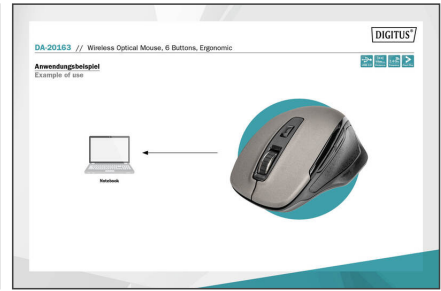 DIGITUS®
DA-20163 // Wireless Optical Mouse, 6 Buttons, Ergonomic
Anwendungsbeispiel
Example of use
Notebook